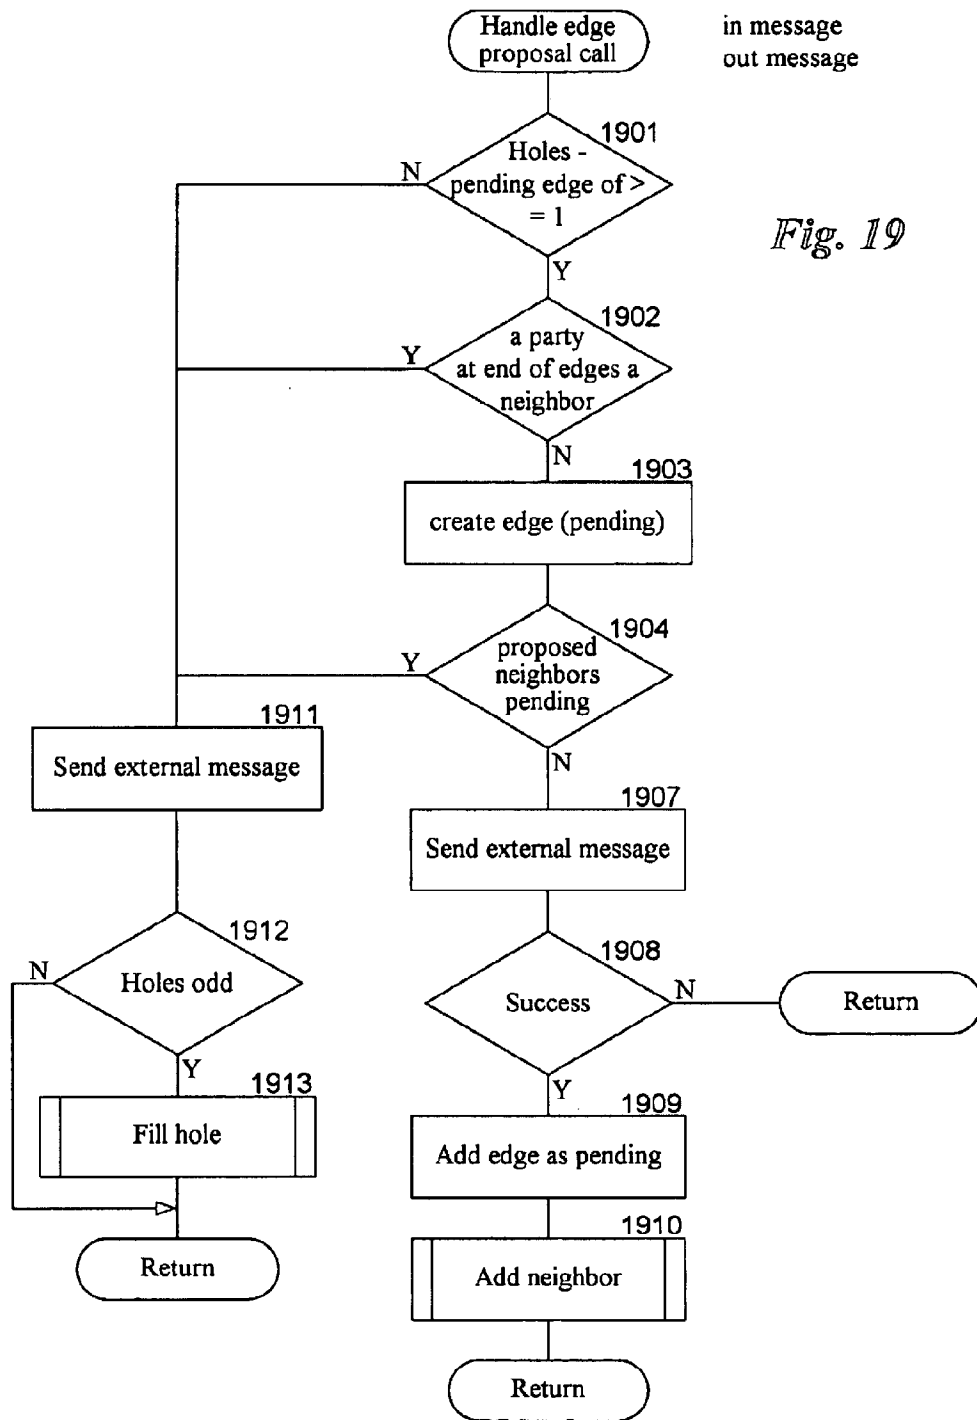 Handle edge
proposal call
in message
out message
1901
Holes -
pending edge of >
= 1
N
Y
Fig. 19
1902
a party
at end of edges a
neighbor
Y
N
1903
create edge (pending)
1904
proposed
neighbors
pending
Y
N
1911
Send external message
1907
Send external message
1912
Holes odd
N
Y
1908
Success
N
Y
Return
1913
Fill hole
1909
Add edge as pending
1910
Add neighbor
Return
Return